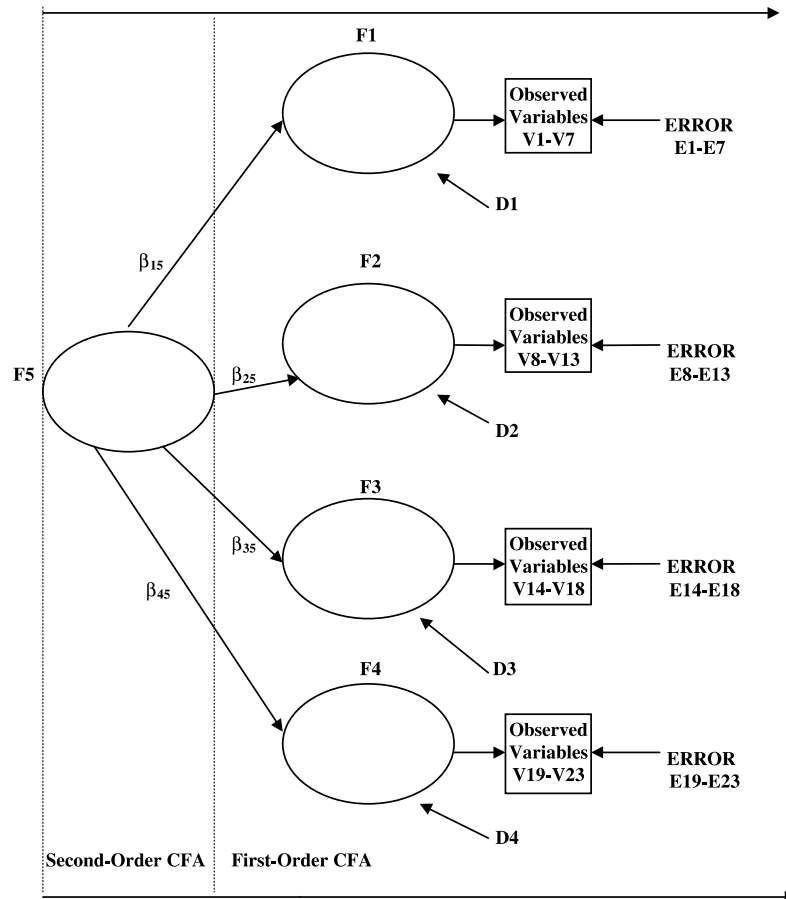 F1
Observed
Variables
V1-V7
ERROR
E1-E7
D1
β15
F2
Observed
Variables
V8-V13
ERROR
E8-E13
D2
F5
β25
F3
Observed
Variables
V14-V18
ERROR
E14-E18
D3
β35
β45
F4
Observed
Variables
V19-V23
ERROR
E19-E23
D4
Second-Order CFA
First-Order CFA